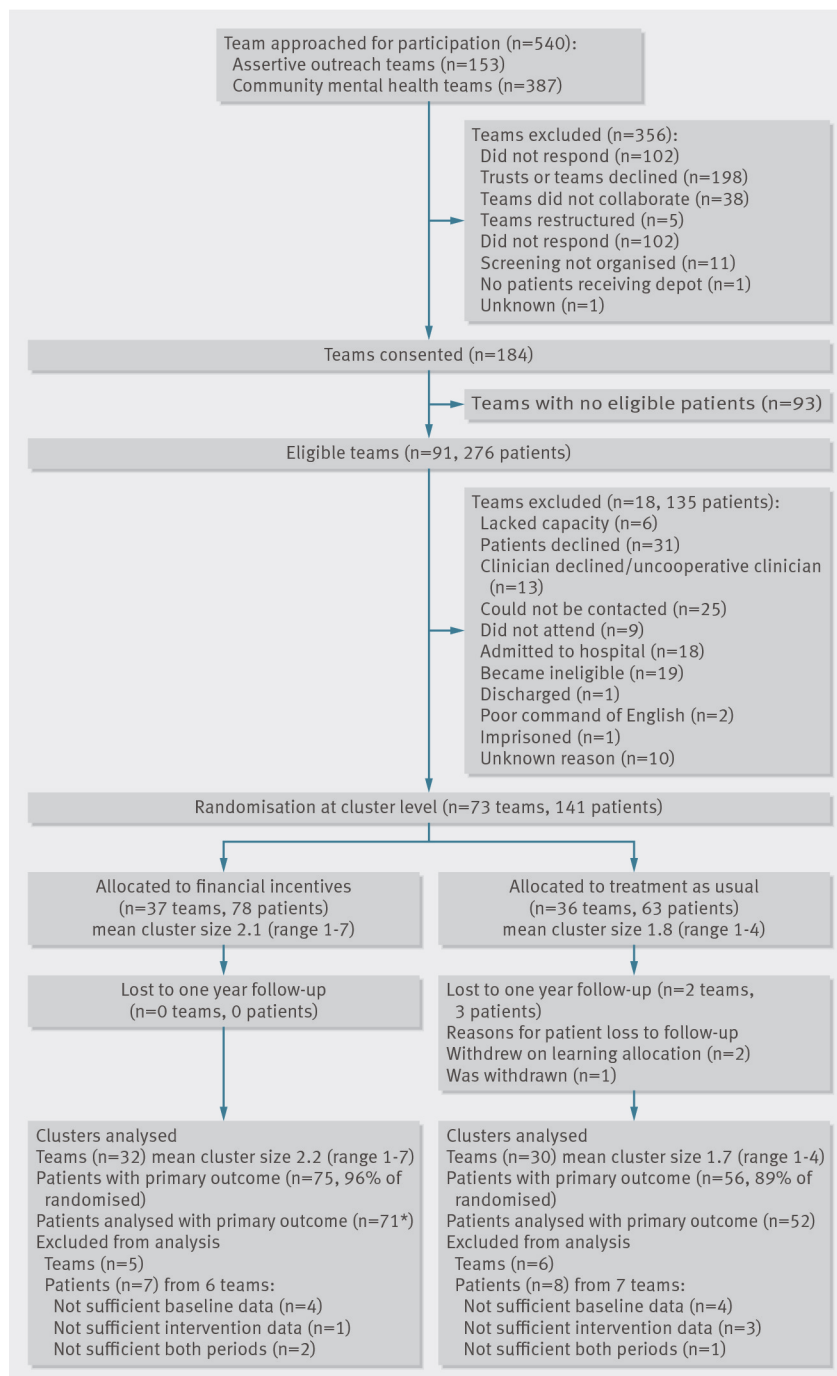 Team approached for participation (n=540):
Assertive outreach teams (n=153)
Community mental health teams (n=387)
Teams excluded (n=356):
Did not respond (n=102)
Trusts or teams declined (n=198)
Teams did not collaborate (n=38)
Teams restructured (n=5)
Did not respond (n=102)
Screening not organised (n=11)
No patients receiving depot (n=1)
Unknown (n=1)
Teams consented (n=184)
Teams with no eligible patients (n=93)
Eligible teams (n=91, 276 patients)
Teams excluded (n=18, 135 patients):
Lacked capacity (n=6)
Patients declined (n=31)
Clinician declined/uncooperative clinician
(n=13)
Could not be contacted (n=25)
Did not attend (n=9)
Admitted to hospital (n=18)
Became ineligible (n=19)
Discharged (n=1)
Poor command of English (n=2)
Imprisoned (n=1)
Unknown reason (n=10)
Randomisation at cluster level (n=73 teams, 141 patients)
Allocated to financial incentives
(n=37 teams, 78 patients)
mean cluster size 2.1 (range 1-7)
Allocated to treatment as usual
(n=36 teams, 63 patients)
mean cluster size 1.8 (range 1-4)
Lost to one year follow-up
(n=0 teams, 0 patients)
Lost to one year follow-up (n=2 teams,
3 patients)
Reasons for patient loss to follow-up
Withdrew on learning allocation (n=2)
Was withdrawn (n=1)
Clusters analysed
Teams (n=32) mean cluster size 2.2 (range 1-7)
Patients with primary outcome (n=75, 96% of
randomised)
Patients analysed with primary outcome (n=71*)
Excluded from analysis
Teams (n=5)
Patients (n=7) from 6 teams:
Not sufficient baseline data (n=4)
Not sufficient intervention data (n=1)
Not sufficient both periods (n=2)
Clusters analysed
Teams (n=30) mean cluster size 1.7 (range 1-4)
Patients with primary outcome (n=56, 89% of
randomised)
Patients analysed with primary outcome (n=52)
Excluded from analysis
Teams (n=6)
Patients (n=8) from 7 teams:
Not sufficient baseline data (n=4)
Not sufficient intervention data (n=3)
Not sufficient both periods (n=1)